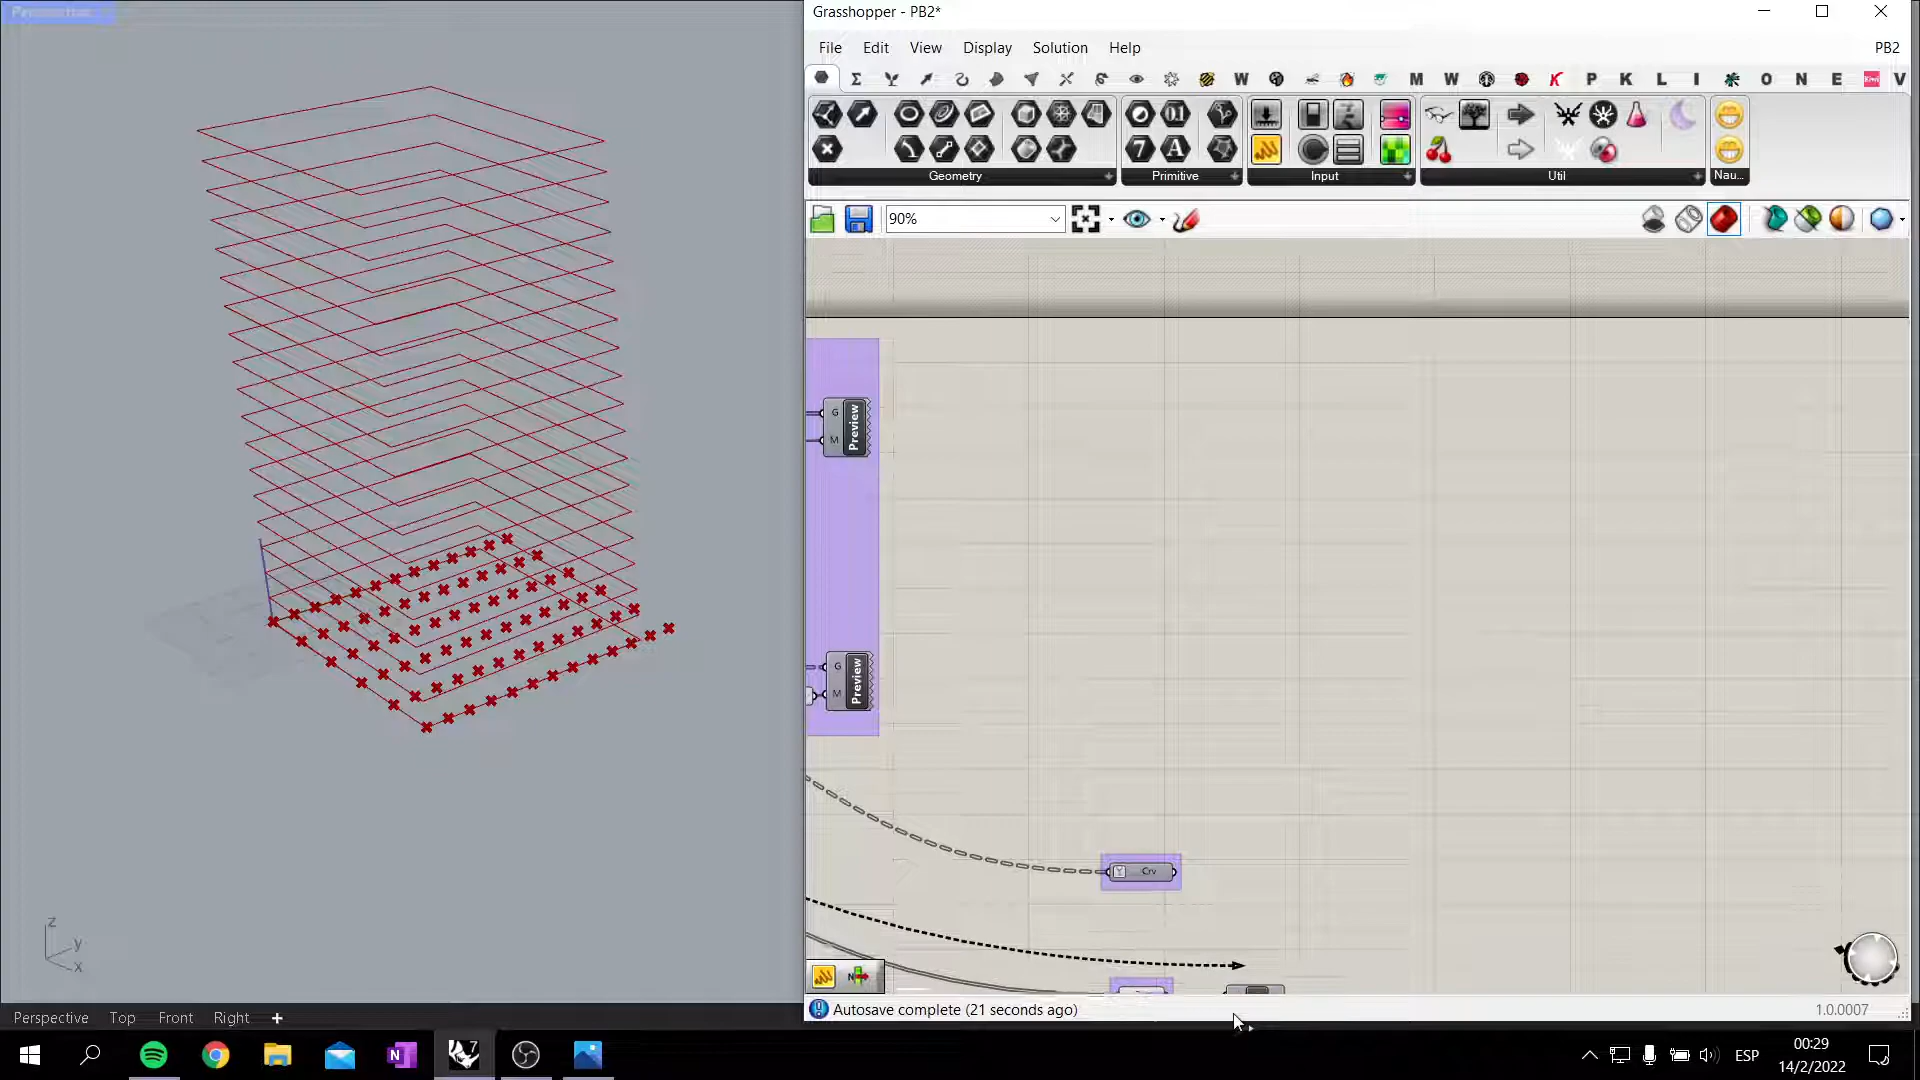 Perspective
Grasshopper - PB2*
File Edit View Display Solution Help PB2
W M W K P K L I O N E V
Geometry Primitive Input Util Nau...
90%
G
M
Preview
G
M
Preview
Crv
z
y
x
Autosave complete (21 seconds ago) 1.0.0007
Perspective Top Front Right
ESP
00:29
14/2/2022